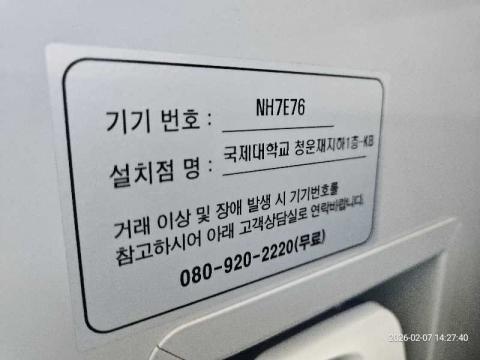 기기 번호 : NH7E76
설치점 명 : 국제대학교 청운재지하1층-KB
거래 이상 및 장애 발생 시 기기번호를
참고하시어 아래 고객상담실로 연락바랍니다.
080-920-2220(무료)
2026-02-07 14:27:40